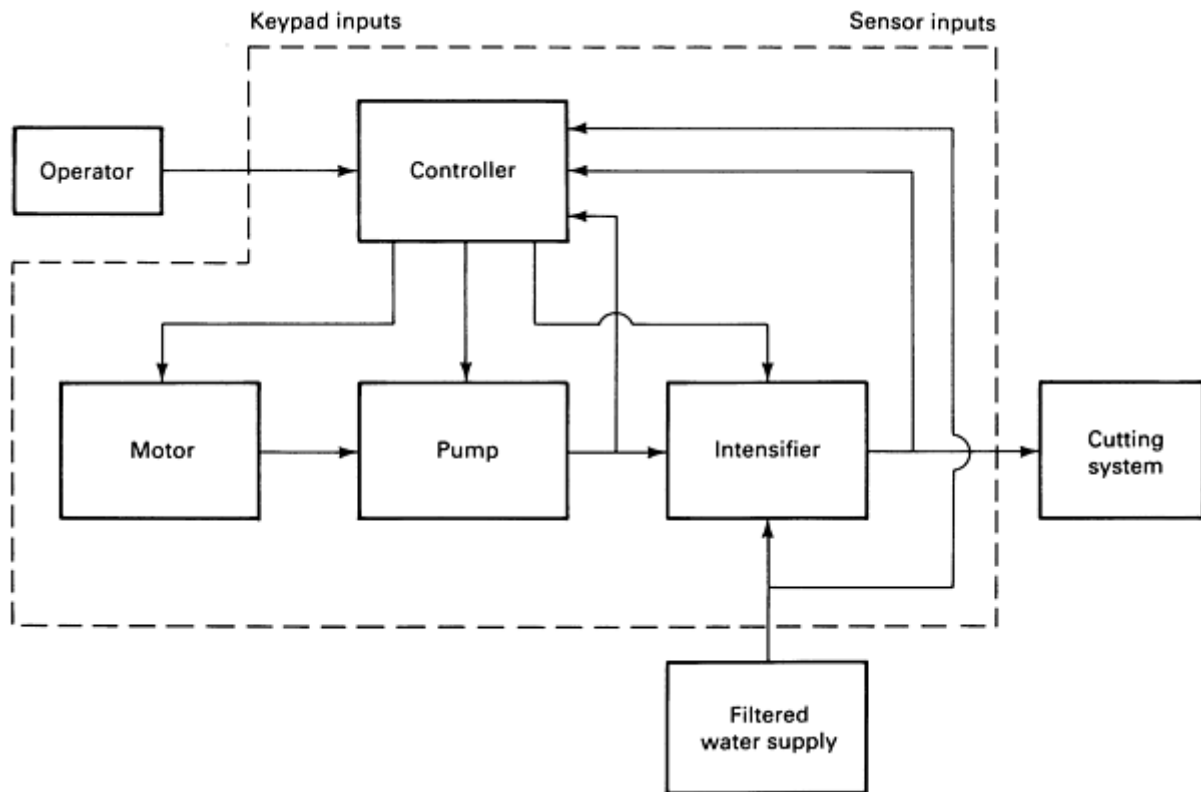 Keypad inputs
Sensor inputs
Operator
Controller
Motor
Pump
Intensifier
Cutting
system
Filtered
water supply